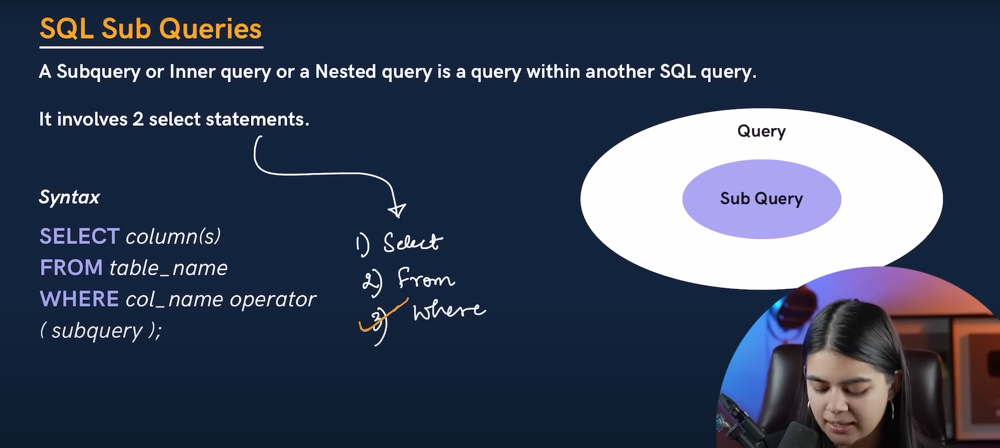 SQL Sub Queries
A Subquery or Inner query or a Nested query is a query within another SQL query.
It involves 2 select statements.
Syntax
SELECT column(s)
FROM table_name
WHERE col_name operator
( subquery );
1) Select
2) From
3) Where
Query
Sub Query